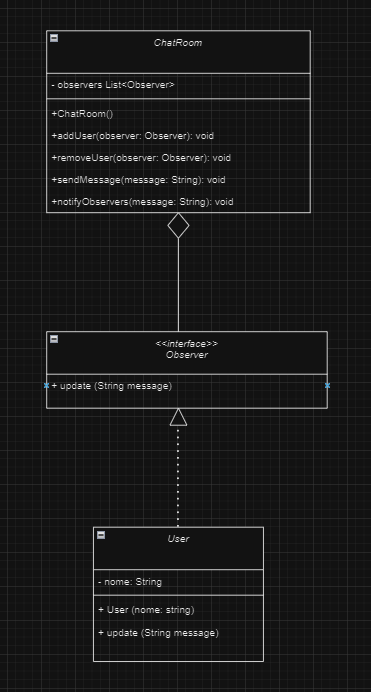 ChatRoom
- observers List<Observer>
+ChatRoom()
+addUser(observer: Observer): void
+removeUser(observer: Observer): void
+sendMessage(message: String): void
+notifyObservers(message: String): void
<<interface>>
Observer
+ update (String message)
User
- nome: String
+ User (nome: string)
+ update (String message)